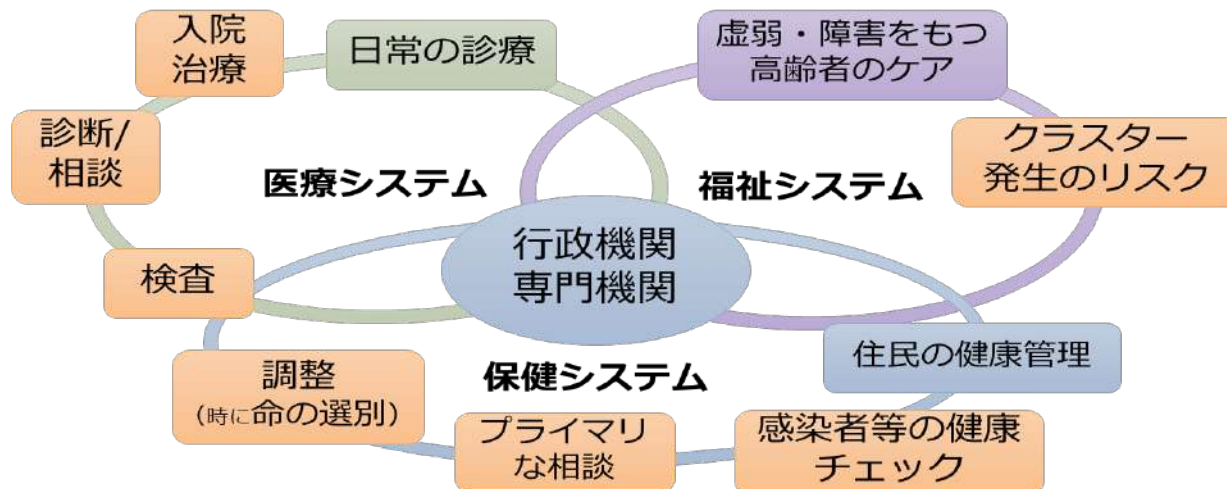 入院
治療
日常の診療
虚弱・障害をもつ
高齢者のケア
診断/
相談
クラスター
発生のリスク
医療システム
福祉システム
行政機関
専門機関
検査
住民の健康管理
調整
(時に命の選別)
保健システム
プライマリ
な相談
感染者等の健康
チェック